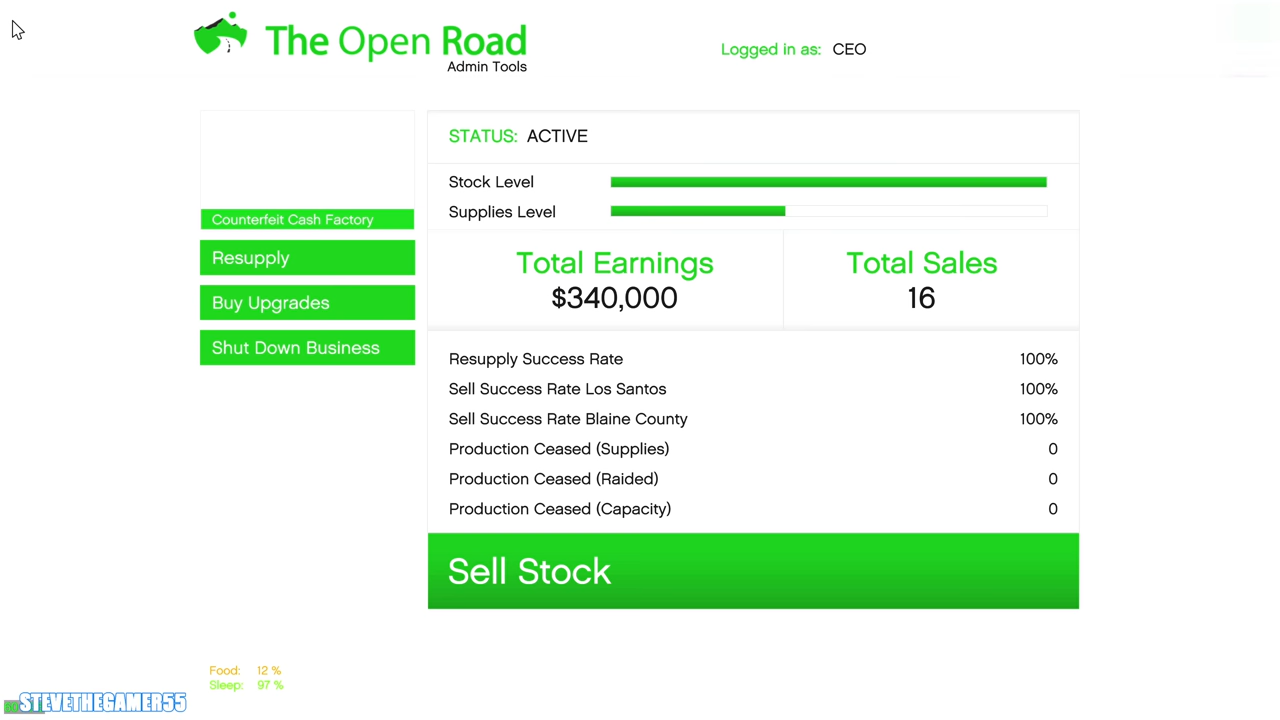 The Open Road
Admin Tools
Logged in as: CEO
Counterfeit Cash Factory
Resupply
Buy Upgrades
Shut Down Business
STATUS: ACTIVE
Stock Level
Supplies Level
Total Earnings
$340,000
Total Sales
16
Resupply Success Rate 100%
Sell Success Rate Los Santos 100%
Sell Success Rate Blaine County 100%
Production Ceased (Supplies) 0
Production Ceased (Raided) 0
Production Ceased (Capacity) 0
Sell Stock
Food: 12 %
Sleep: 97 %
STEVETHEGAMER55